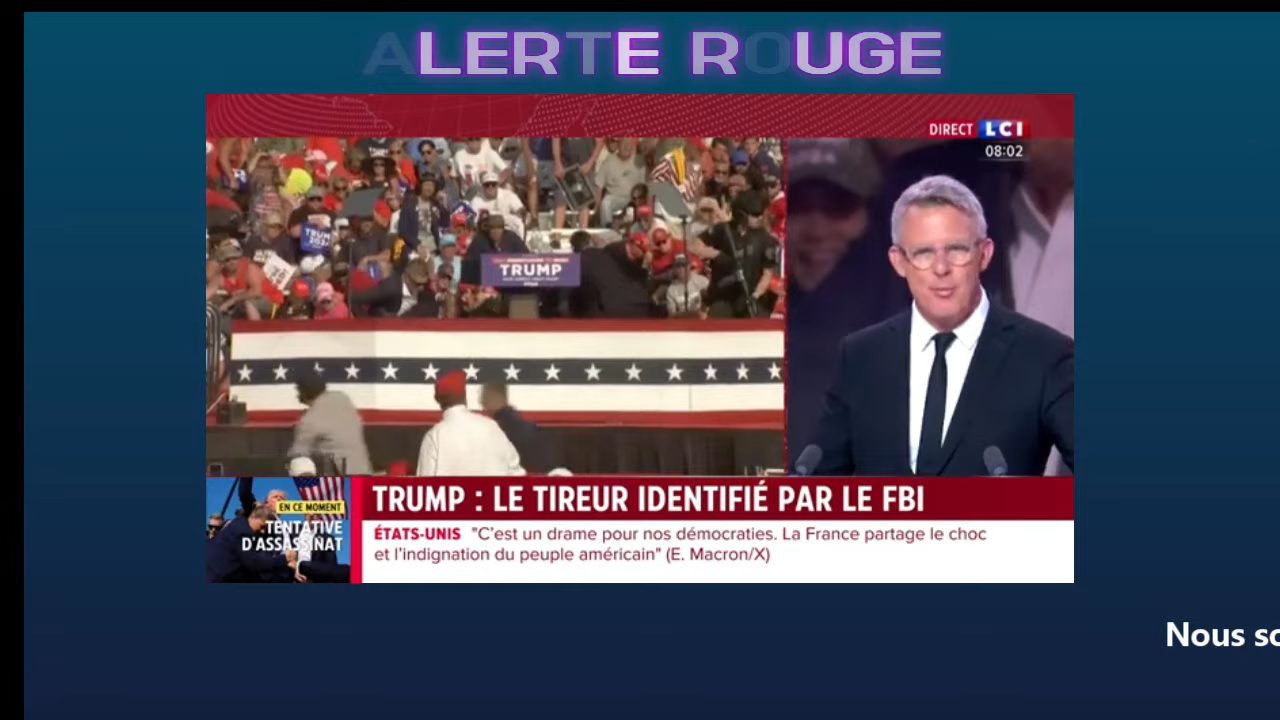 ALERTE ROUGE
DIRECT LCI
08:02
TRUMP
TRUMP
EN CE MOMENT
TENTATIVE
D'ASSASSINAT
TRUMP : LE TIREUR IDENTIFIÉ PAR LE FBI
ÉTATS-UNIS "C'est un drame pour nos démocraties. La France partage le choc
et l'indignation du peuple américain" (E. Macron/X)
Nous so